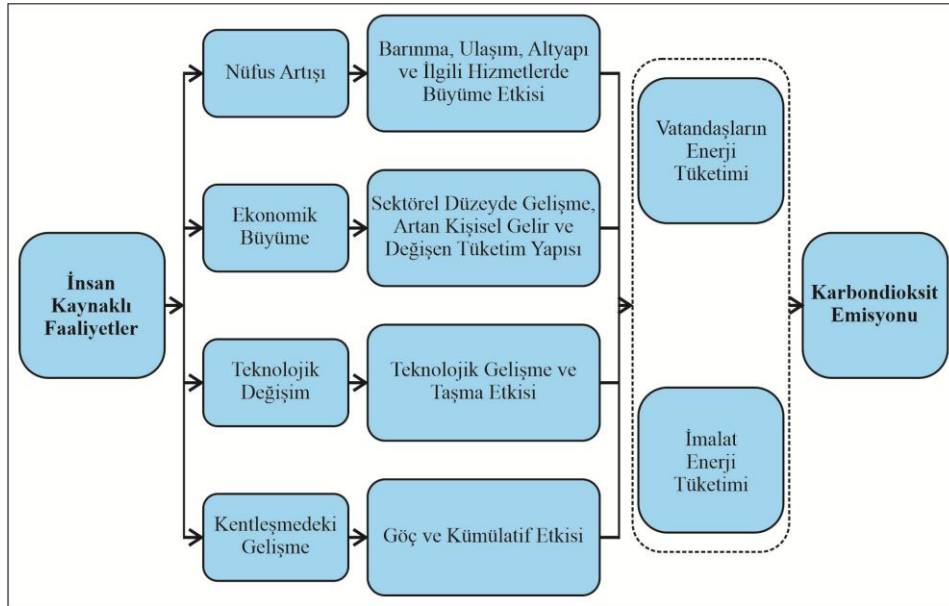 İnsan
Kaynaklı
Faaliyetler
Nüfus Artışı
Barınma, Ulaşım, Altyapı
ve İlgili Hizmetlerde
Büyüme Etkisi
Ekonomik
Büyüme
Sektörel Düzeyde Gelişme,
Artan Kişisel Gelir ve
Değişen Tüketim Yapısı
Teknolojik
Değişim
Teknolojik Gelişme ve
Taşma Etkisi
Kentleşmedeki
Gelişme
Göç ve Kümülatif Etkisi
Vatandaşların
Enerji
Tüketimi
İmalat
Enerji
Tüketimi
Karbondioksit
Emisyonu